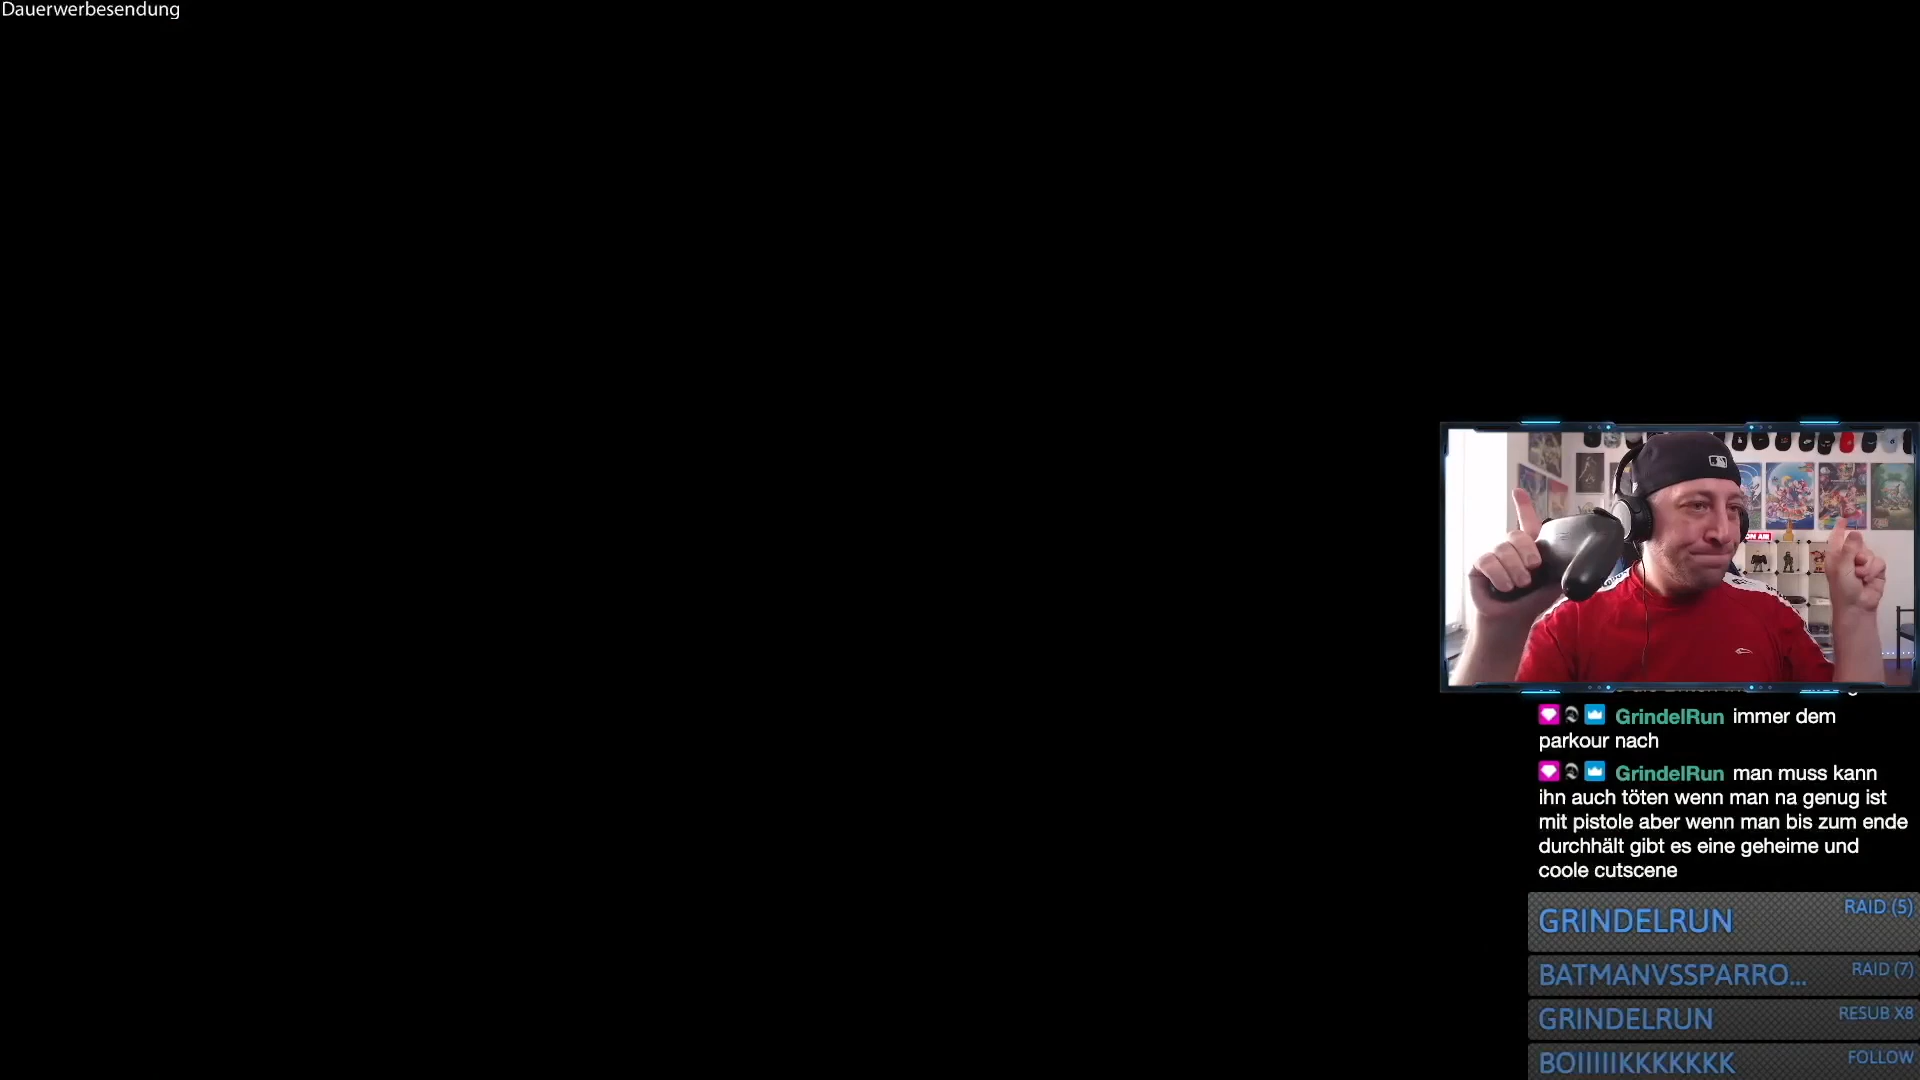 Dauerwerbesendung
ON AIR
GrindelRun immer dem
parkour nach
GrindelRun man muss kann
ihn auch töten wenn man na genug ist
mit pistole aber wenn man bis zum ende
durchhält gibt es eine geheime und
coole cutscene
GRINDELRUN RAID (5)
BATMANVSSPARRO... RAID (7)
GRINDELRUN RESUB X8
BOIIIIIKKKKKKK FOLLOW